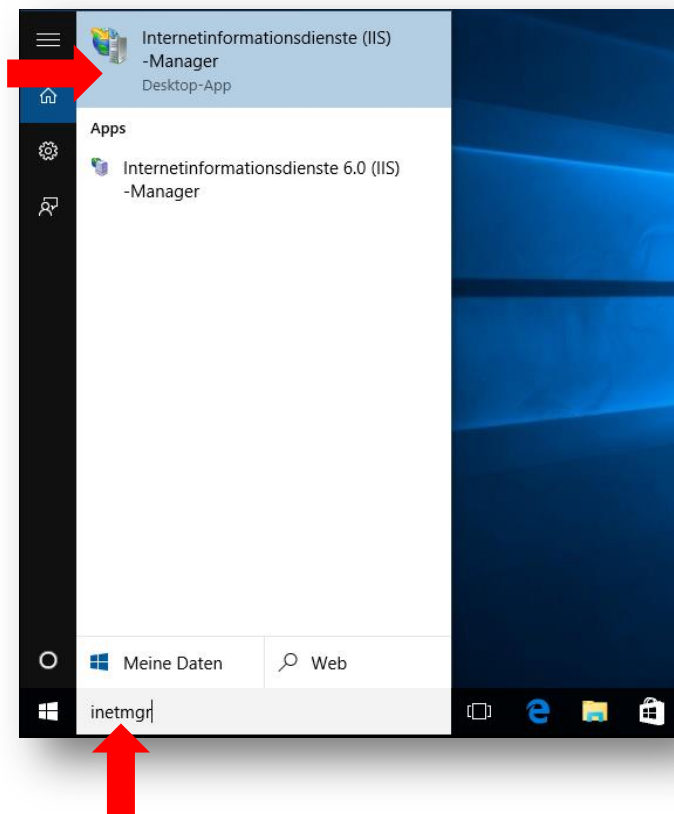 Internetinformationsdienste (IIS)
-Manager
Desktop-App
Apps
Internetinformationsdienste 6.0 (IIS)
-Manager
Meine Daten
Web
inetmgr